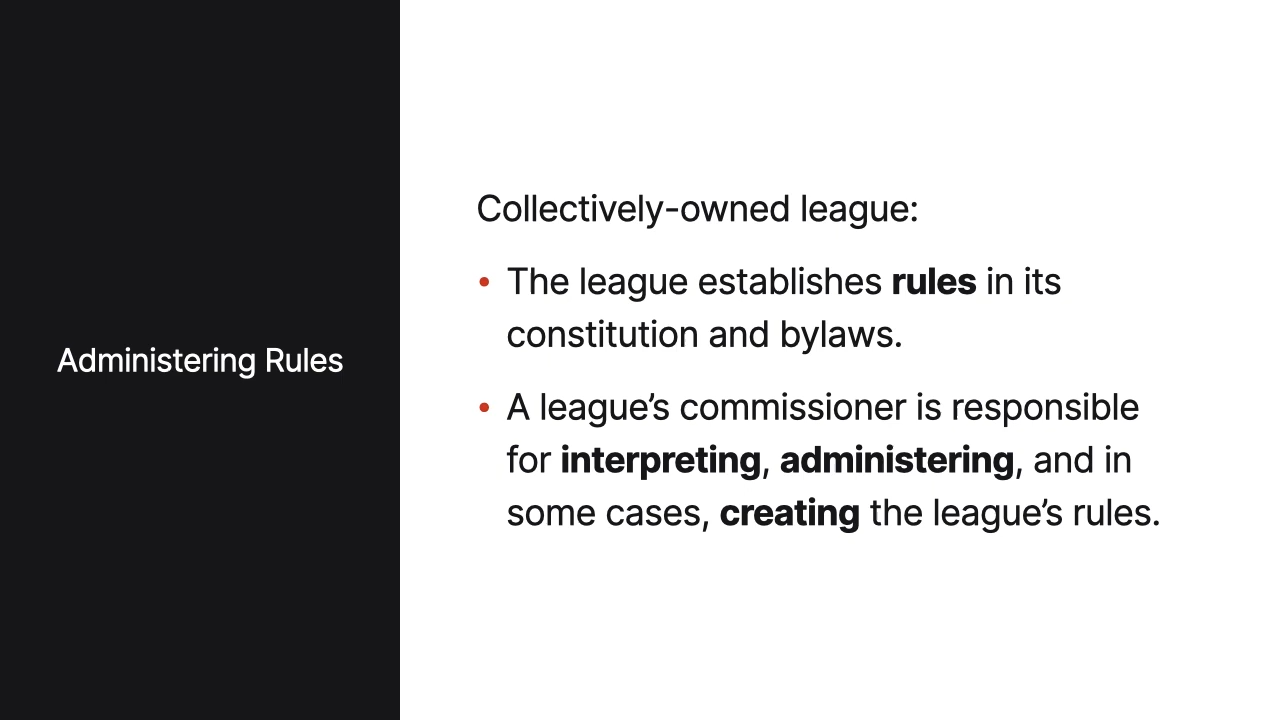 Administering Rules
Collectively-owned league:
• The league establishes rules in its
constitution and bylaws.
• A league’s commissioner is responsible
for interpreting, administering, and in
some cases, creating the league’s rules.